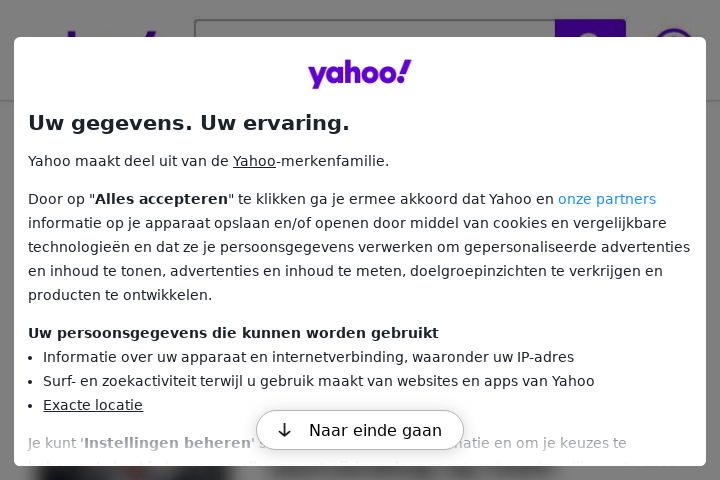 yahoo!
Uw gegevens. Uw ervaring.
Yahoo maakt deel uit van de Yahoo-merkenfamilie.
Door op "Alles accepteren" te klikken ga je ermee akkoord dat Yahoo en onze partners
informatie op je apparaat opslaan en/of openen door middel van cookies en vergelijkbare
technologieën en dat ze je persoonsgegevens verwerken om gepersonaliseerde advertenties
en inhoud te tonen, advertenties en inhoud te meten, doelgroepinzichten te verkrijgen en
producten te ontwikkelen.
Uw persoonsgegevens die kunnen worden gebruikt
• Informatie over uw apparaat en internetverbinding, waaronder uw IP-adres
• Surf- en zoekactiviteit terwijl u gebruik maakt van websites en apps van Yahoo
• Exacte locatie
Naar einde gaan
Je kunt 'Instellingen beheren' en om je keuzes te